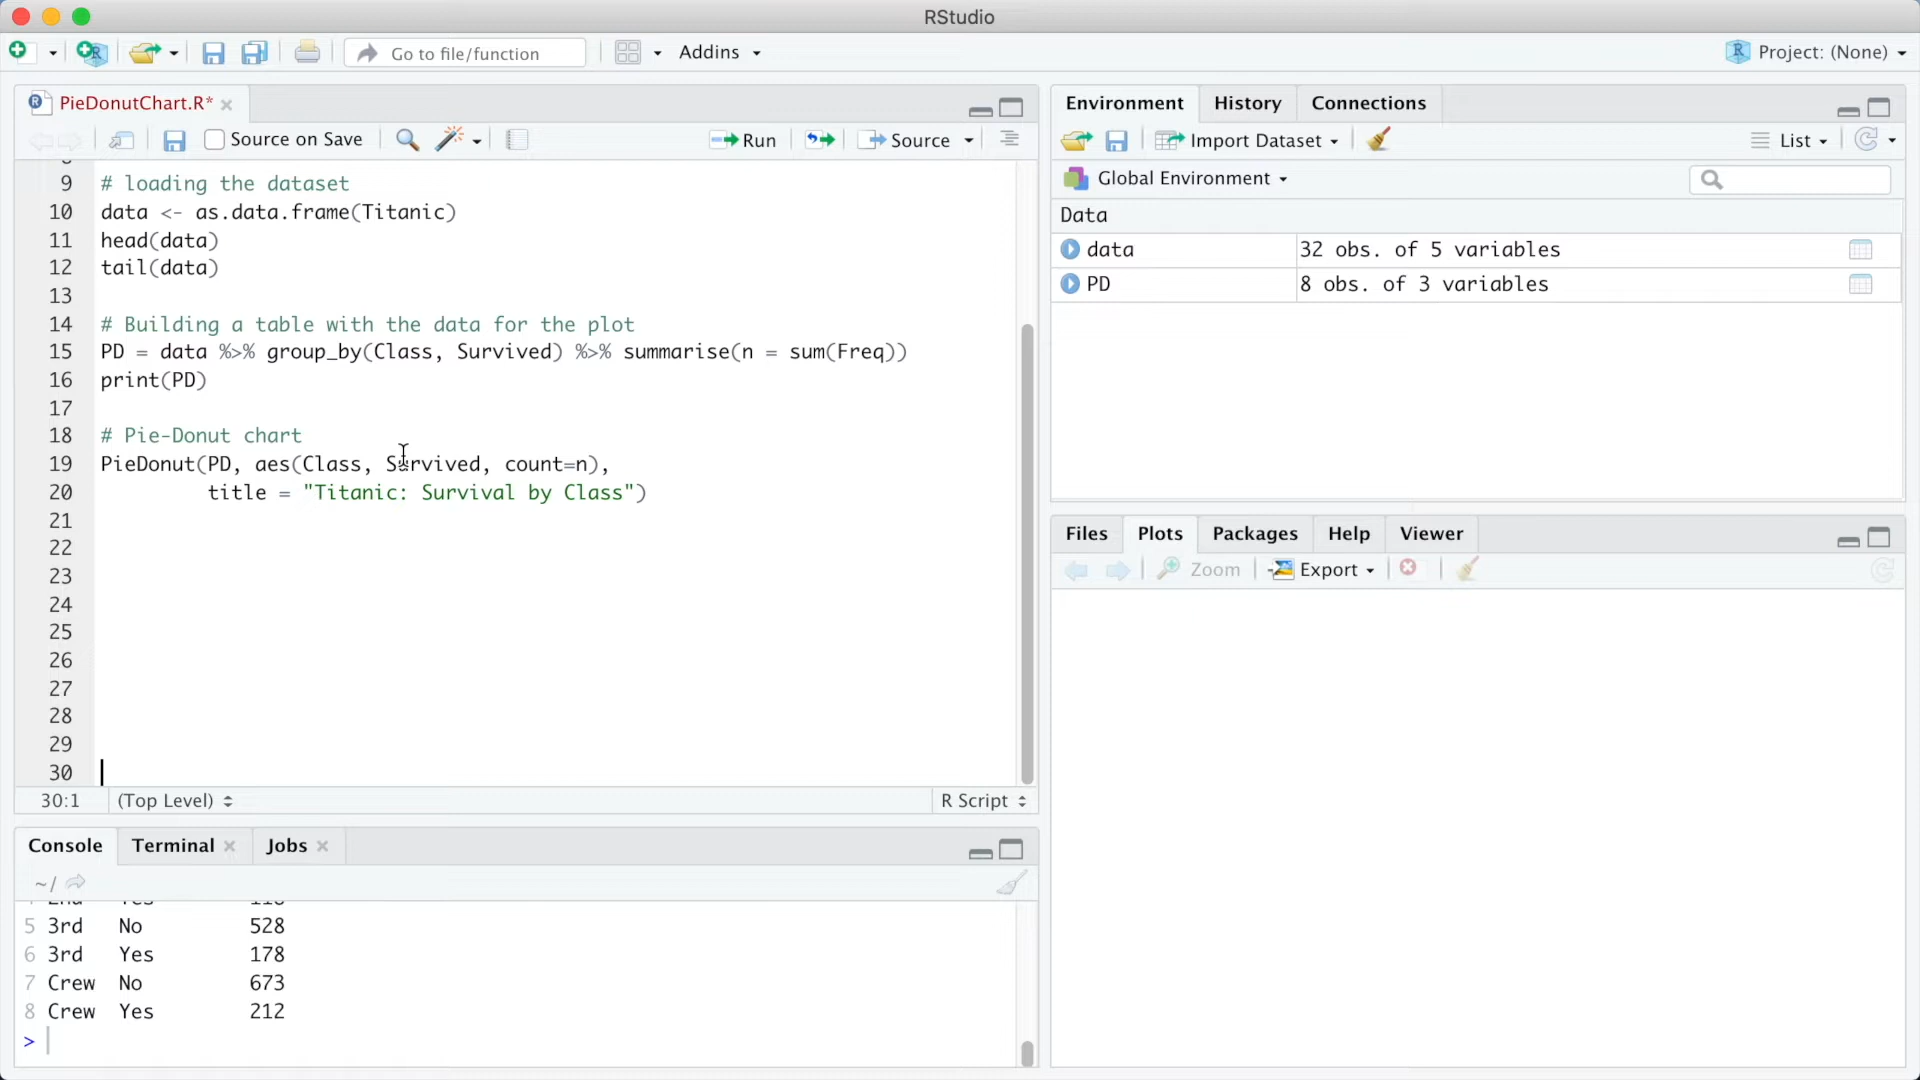 RStudio
Go to file/function
Addins
Project: (None)
PieDonutChart.R*
Source on Save
Run
Source
9 # loading the dataset
10 data <- as.data.frame(Titanic)
11 head(data)
12 tail(data)
13
14 # Building a table with the data for the plot
15 PD = data %>% group_by(Class, Survived) %>% summarise(n = sum(Freq))
16 print(PD)
17
18 # Pie-Donut chart
19 PieDonut(PD, aes(Class, Survived, count=n),
20 title = "Titanic: Survival by Class")
21
22
23
24
25
26
27
28
29
30
30:1 (Top Level) R Script
Console Terminal Jobs
~/
5 3rd No 528
6 3rd Yes 178
7 Crew No 673
8 Crew Yes 212
>
Environment History Connections
Import Dataset
List
Global Environment
Data
data 32 obs. of 5 variables
PD 8 obs. of 3 variables
Files Plots Packages Help Viewer
Zoom Export